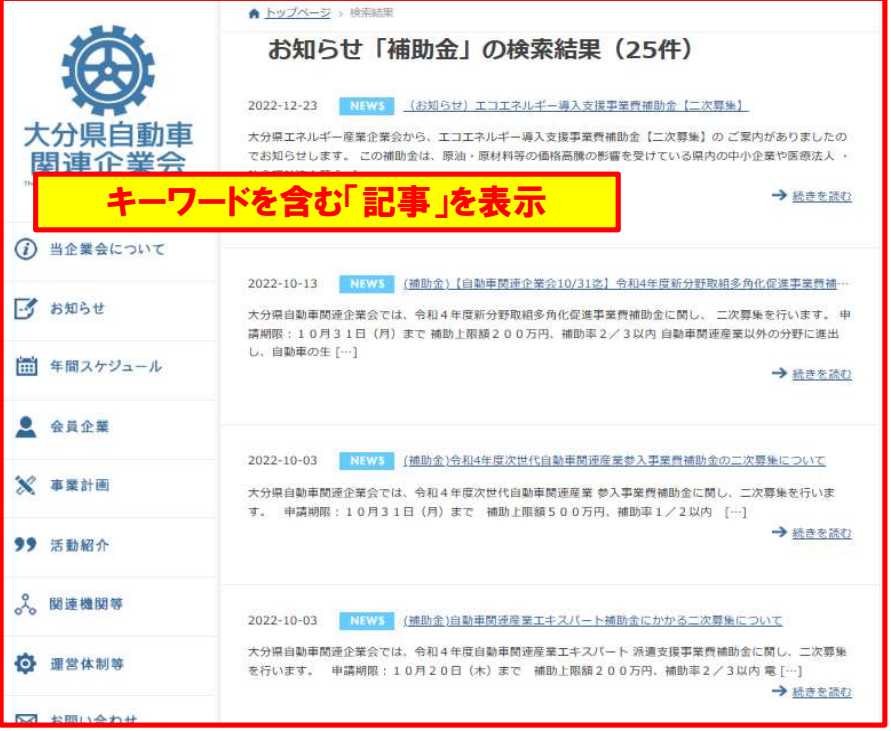 トップページ › 検索結果
お知らせ「補助金」の検索結果（25件）
大分県自動車
関連企業会
キーワードを含む「記事」を表示
当企業会について
お知らせ
年間スケジュール
会員企業
事業計画
活動紹介
関連機関等
運営体制等
お問い合わせ
2022-12-23 NEWS （お知らせ）エコエネルギー導入支援事業費補助金【二次募集】
大分県エネルギー産業企業会から、エコエネルギー導入支援事業費補助金【二次募集】の ご案内がありましたの
でお知らせします。 この補助金は、原油・原材料等の価格高騰の影響を受けている県内の中小企業や医療法人 ・
続きを読む
2022-10-13 NEWS (補助金)【自動車関連企業会10/31迄】令和4年度新分野取組多角化促進事業費補…
大分県自動車関連企業会では、令和４年度新分野取組多角化促進事業費補助金に関し、 二次募集を行います。 申
請期限：１０月３１日（月）まで 補助上限額２００万円、補助率２／３以内 自動車関連産業以外の分野に進出
し、自動車の生 […]
続きを読む
2022-10-03 NEWS (補助金)令和4年度次世代自動車関連産業参入事業費補助金の二次募集について
大分県自動車関連企業会では、令和４年度次世代自動車関連産業 参入事業費補助金に関し、二次募集を行いま
す。 申請期限：１０月３１日（月）まで 補助上限額５００万円、補助率１／２以内 […]
続きを読む
2022-10-03 NEWS (補助金)自動車関連産業エキスパート補助金にかかる二次募集について
大分県自動車関連企業会では、令和４年度自動車関連産業エキスパート 派遣支援事業費補助金に関し、二次募集
を行います。 申請期限：１０月２０日（木）まで 補助上限額２００万円、補助率２／３以内 電 […]
続きを読む